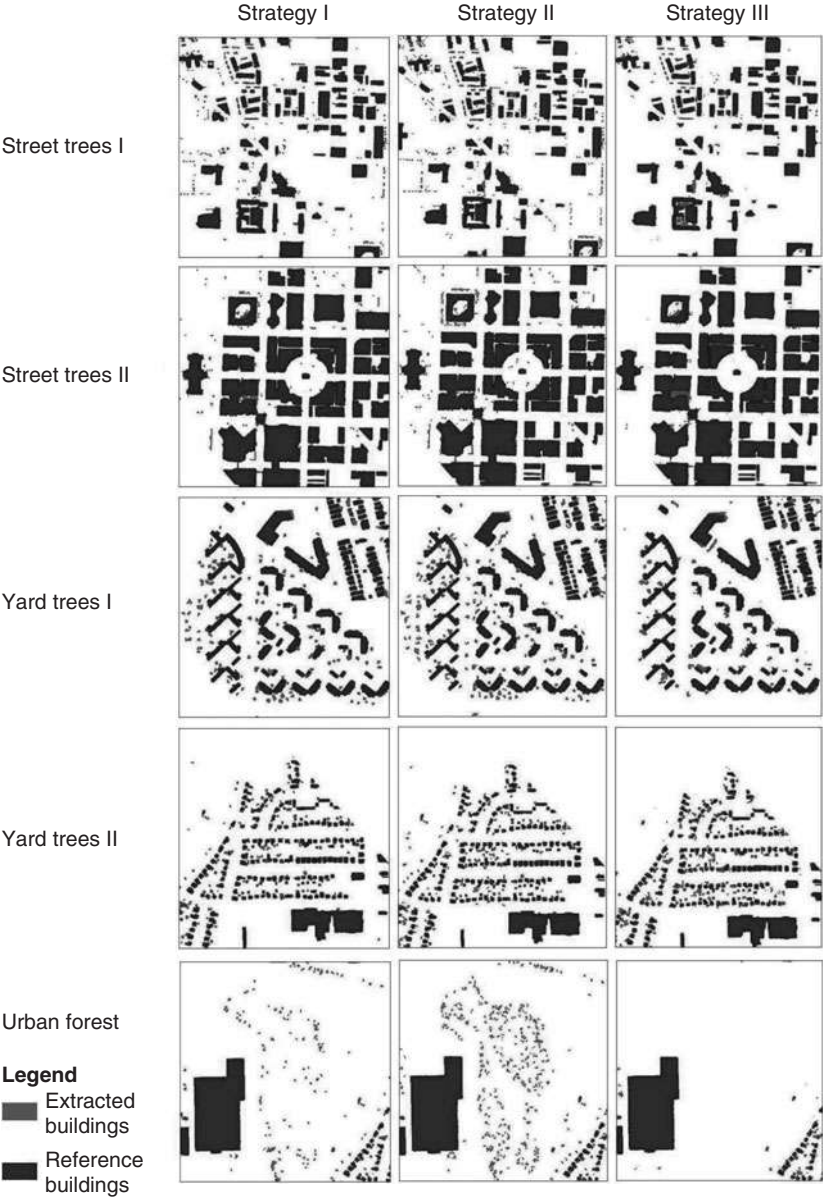 Strategy I
Strategy II
Strategy III
Street trees I
Street trees II
Yard trees I
Yard trees II
Urban forest
Legend
Extracted
buildings
Reference
buildings